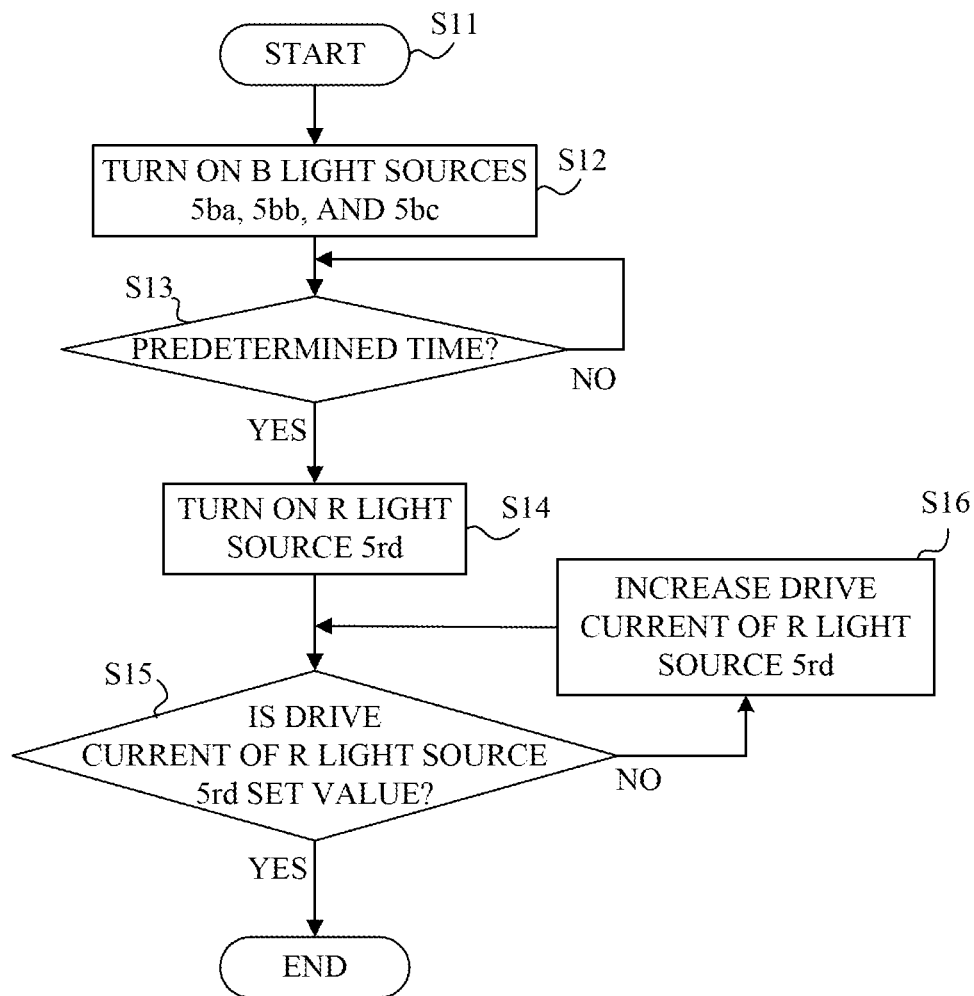 S11
START
S12
TURN ON B LIGHT SOURCES
5ba, 5bb, AND 5bc
S13
PREDETERMINED TIME?
NO
YES
S14
TURN ON R LIGHT
SOURCE 5rd
S16
INCREASE DRIVE
CURRENT OF R LIGHT
SOURCE 5rd
S15
IS DRIVE
CURRENT OF R LIGHT SOURCE
5rd SET VALUE?
NO
YES
END